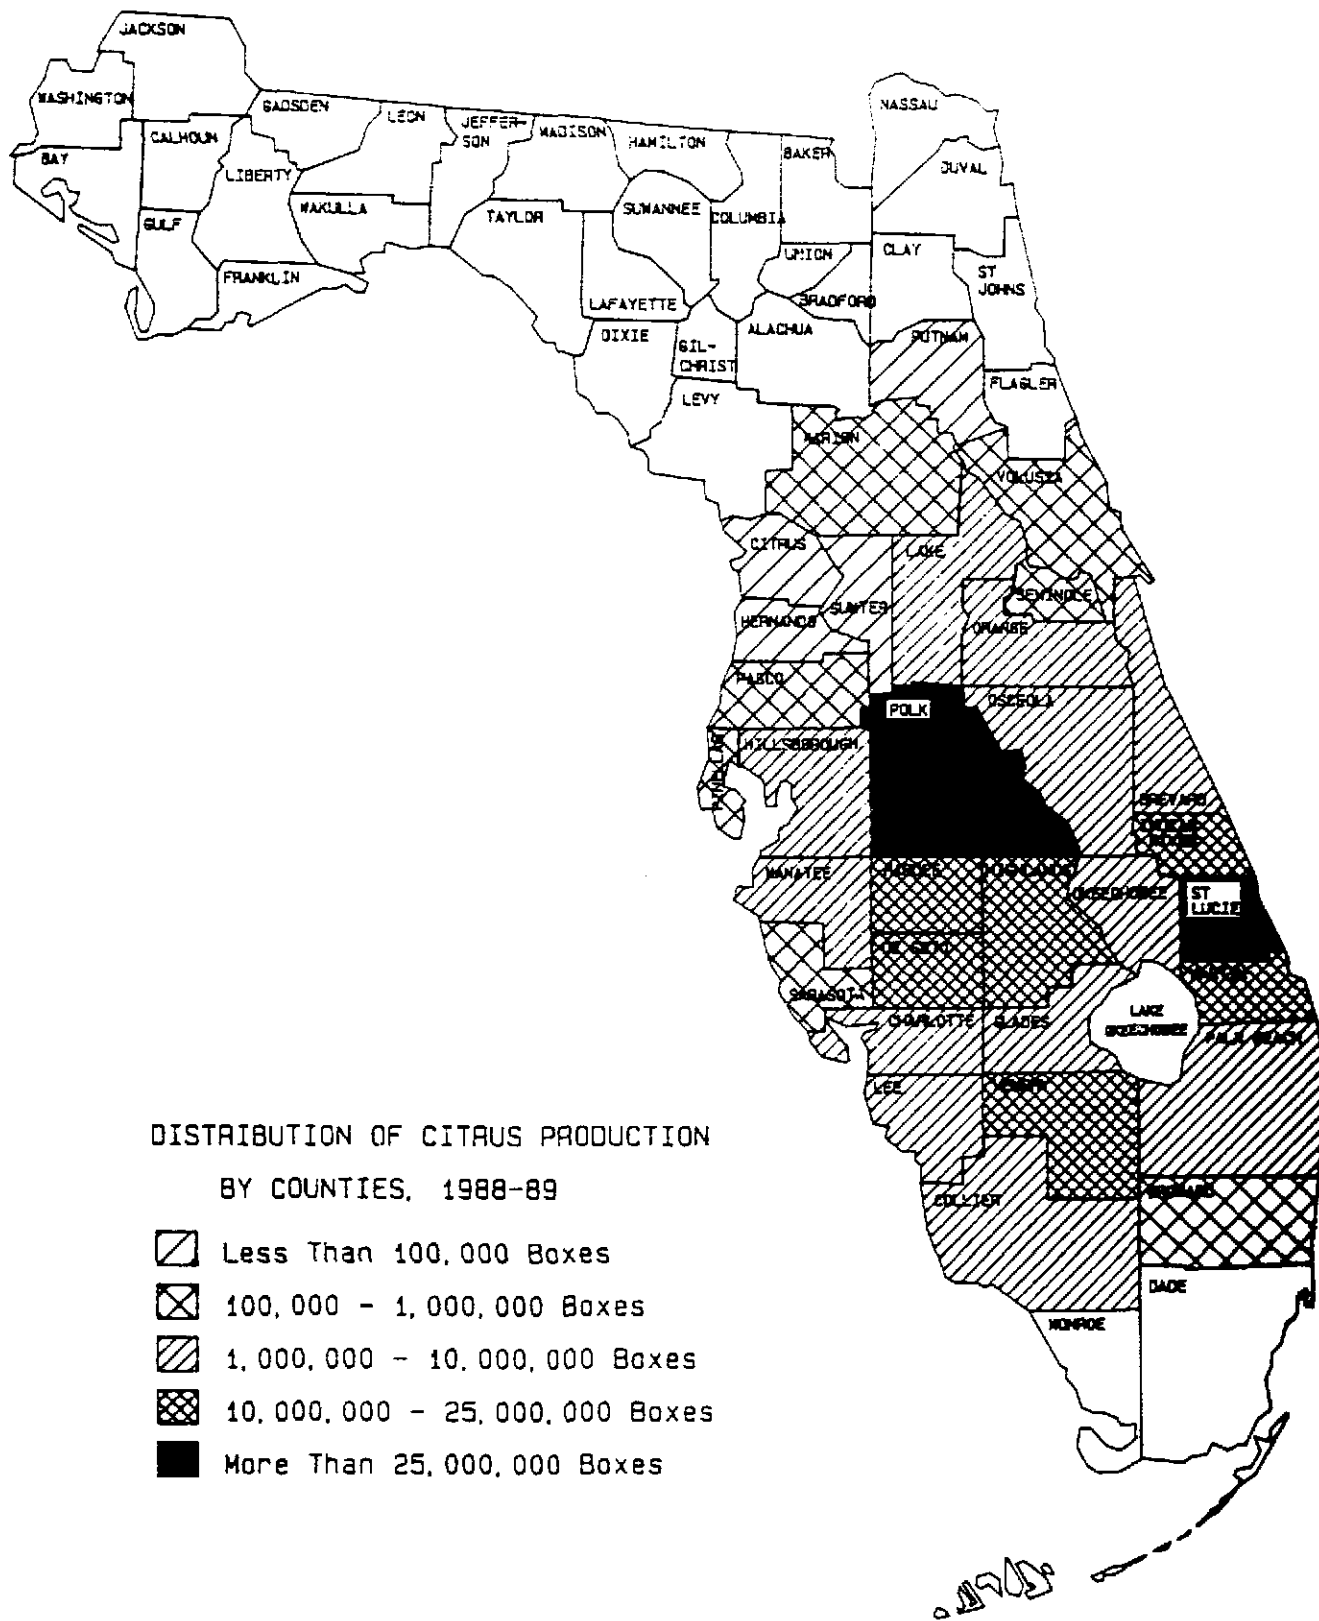 JACKSON
WASHINGTON
GADSDEN
LEON
JEFFER-
SON
MADISON
HAMILTON
BAKER
NASSAU
DUVAL
BAY
CALHOUN
LIBERTY
WAKULLA
TAYLOR
SUWANNEE
COLUMBIA
UNION
CLAY
ST
JOHNS
GULF
FRANKLIN
LAFAYETTE
BRADFORD
DIXIE
GIL-
CHRIST
ALACHUA
PUTNAM
FLAGLER
LEVY
MARION
VOLUSIA
CITRUS
LAKE
SUMTER
SEMINOLE
HERNANDO
ORANGE
PASCO
OSCEOLA
POLK
PINELLAS
HILLSBOROUGH
BREVARD
INDIAN
RIVER
MANATEE
HARDEE
HIGHLANDS
OKEECHOBEE
ST
LUCIE
DE SOTO
MARTIN
SARASOTA
CHARLOTTE
GLADES
LAKE
OKEECHOBEE
PALM BEACH
LEE
HENDRY
COLLIER
BROWARD
DADE
MONROE
DISTRIBUTION OF CITRUS PRODUCTION
BY COUNTIES, 1988-89
Less Than 100,000 Boxes
100,000 - 1,000,000 Boxes
1,000,000 - 10,000,000 Boxes
10,000,000 - 25,000,000 Boxes
More Than 25,000,000 Boxes